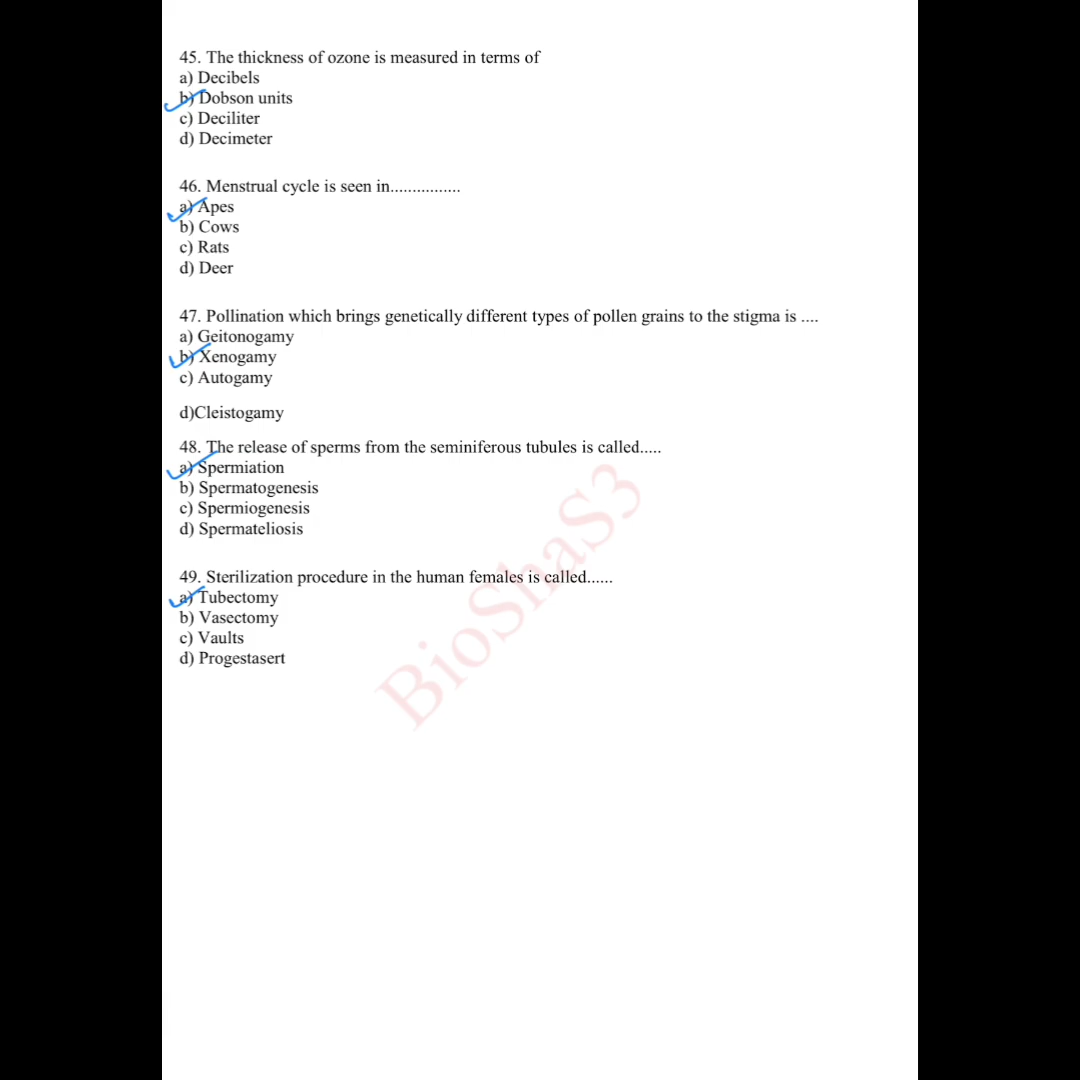 45. The thickness of ozone is measured in terms of
a) Decibels
b) Dobson units
c) Deciliter
d) Decimeter
46. Menstrual cycle is seen in................
a) Apes
b) Cows
c) Rats
d) Deer
47. Pollination which brings genetically different types of pollen grains to the stigma is ....
a) Geitonogamy
b) Xenogamy
c) Autogamy
d)Cleistogamy
48. The release of sperms from the seminiferous tubules is called.....
a) Spermiation
b) Spermatogenesis
c) Spermiogenesis
d) Spermateliosis
49. Sterilization procedure in the human females is called......
a) Tubectomy
b) Vasectomy
c) Vaults
d) Progestasert
BioShaS3